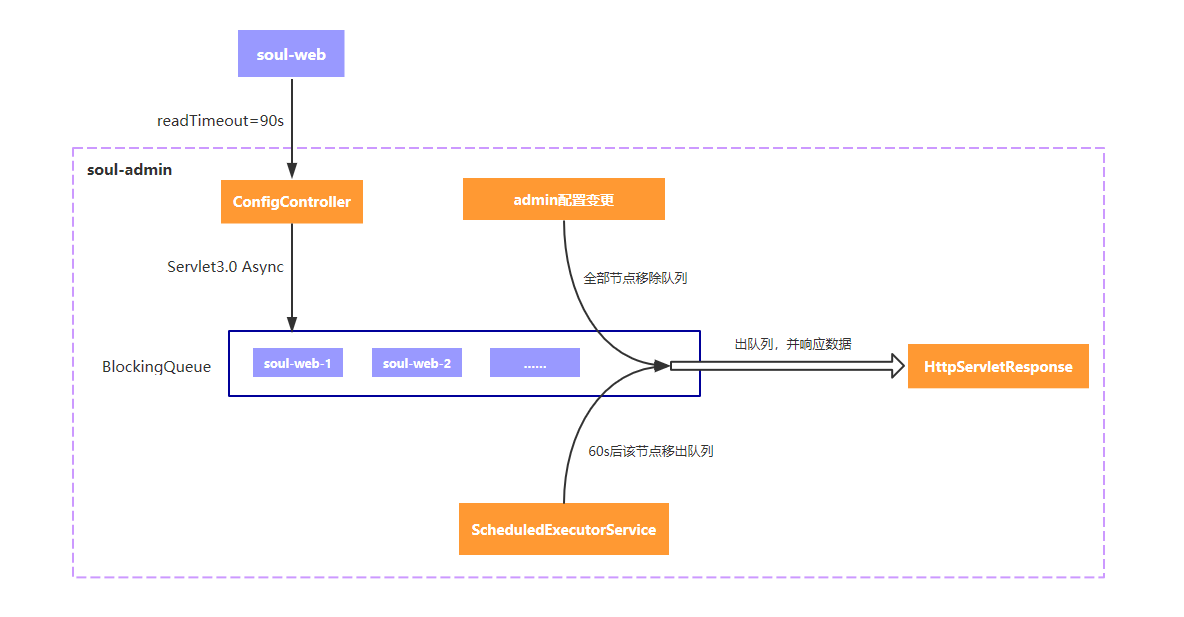 soul-web
readTimeout=90s
soul-admin
ConfigController
admin配置变更
Servlet3.0 Async
全部节点移除队列
BlockingQueue
soul-web-1
soul-web-2
......
出队列，并响应数据
HttpServletResponse
60s后该节点移出队列
ScheduledExecutorService